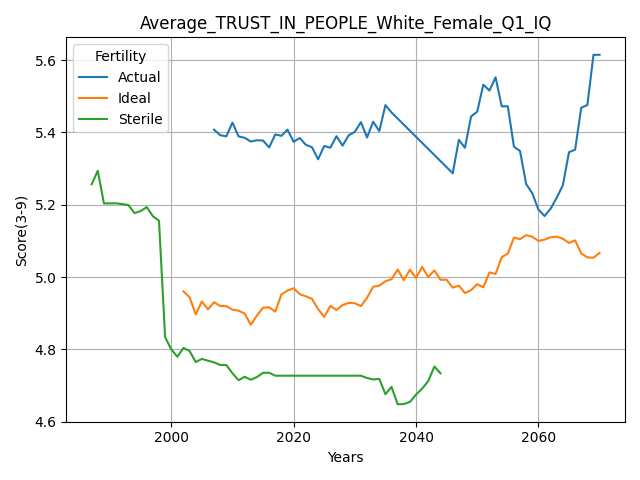 Average_TRUST_IN_PEOPLE_White_Female_Q1_IQ
Fertility
Actual
Ideal
Sterile
5.6
5.4
5.2
5.0
4.8
4.6
Score(3-9)
2000
2020
2040
2060
Years